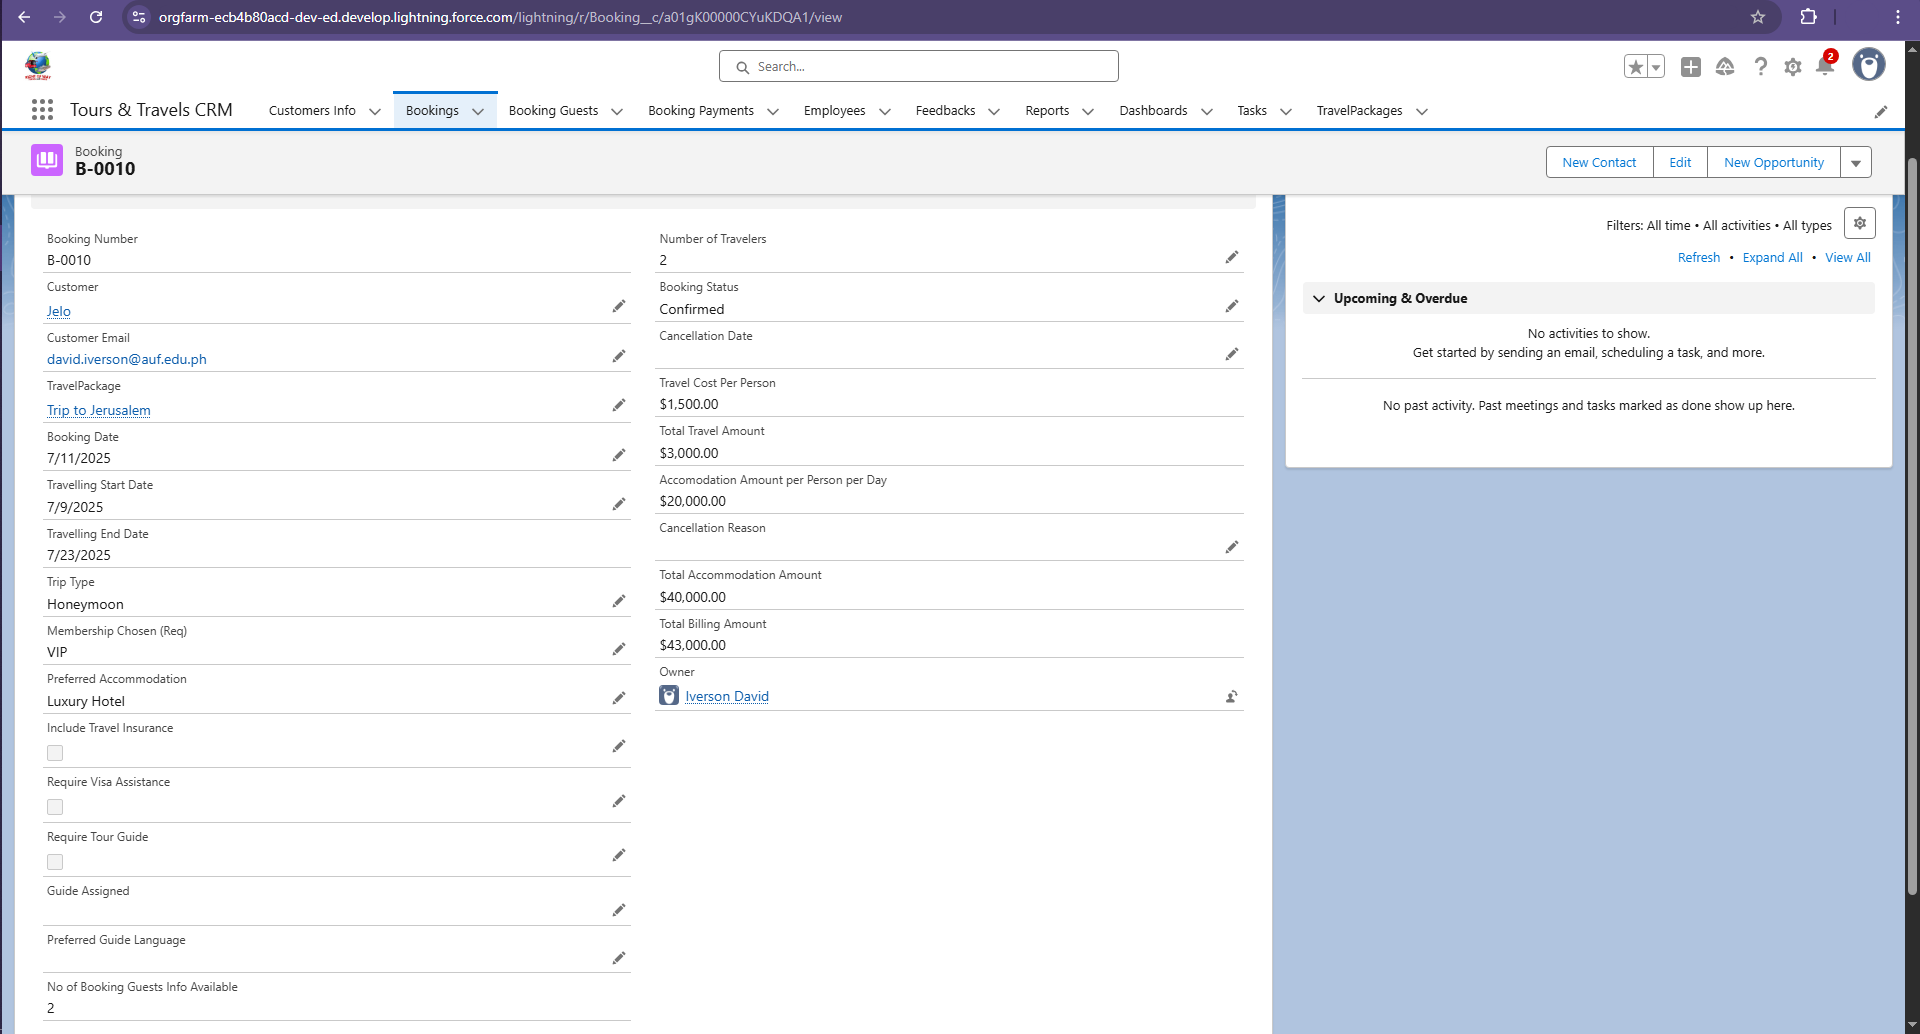 orgfarm-ecb4b80acd-dev-ed.develop.lightning.force.com/lightning/r/Booking__c/a01gK00000CYuKDQA1/view
Search...
2
Tours & Travels CRM
Customers Info
Bookings
Booking Guests
Booking Payments
Employees
Feedbacks
Reports
Dashboards
Tasks
TravelPackages
Booking
B-0010
New Contact
Edit
New Opportunity
Booking Number
B-0010
Customer
Jelo
Customer Email
david.iverson@auf.edu.ph
TravelPackage
Trip to Jerusalem
Booking Date
7/11/2025
Travelling Start Date
7/9/2025
Travelling End Date
7/23/2025
Trip Type
Honeymoon
Membership Chosen (Req)
VIP
Preferred Accommodation
Luxury Hotel
Include Travel Insurance
Require Visa Assistance
Require Tour Guide
Guide Assigned
Preferred Guide Language
No of Booking Guests Info Available
2
Number of Travelers
2
Booking Status
Confirmed
Cancellation Date
Travel Cost Per Person
$1,500.00
Total Travel Amount
$3,000.00
Accomodation Amount per Person per Day
$20,000.00
Cancellation Reason
Total Accommodation Amount
$40,000.00
Total Billing Amount
$43,000.00
Owner
Iverson David
Filters: All time • All activities • All types
Refresh • Expand All • View All
Upcoming & Overdue
No activities to show.
Get started by sending an email, scheduling a task, and more.
No past activity. Past meetings and tasks marked as done show up here.